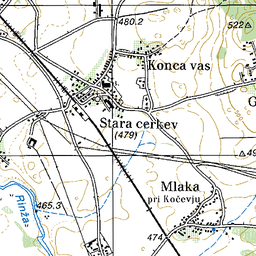 480.2
522
Konca vas
G
Stara cerkev
(479)
Mlaka
pri Kočevju
Rinža
465.3
474